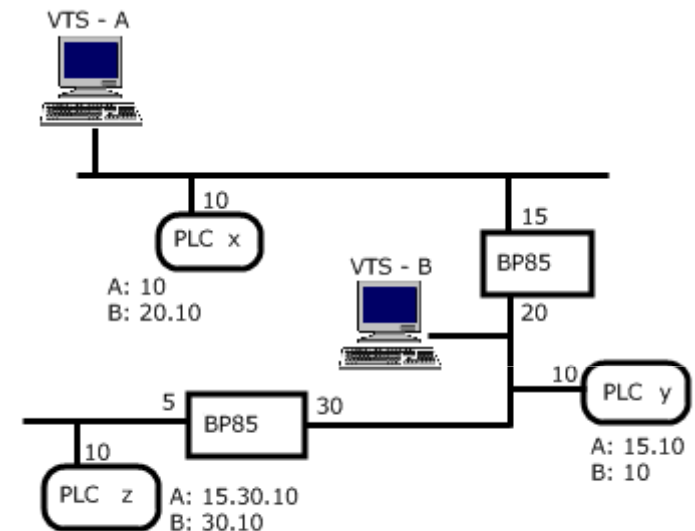 VTS - A
10
PLC x
A: 10
B: 20.10
15
BP85
20
VTS - B
10
PLC y
A: 15.10
B: 10
5
BP85
30
10
PLC z
A: 15.30.10
B: 30.10